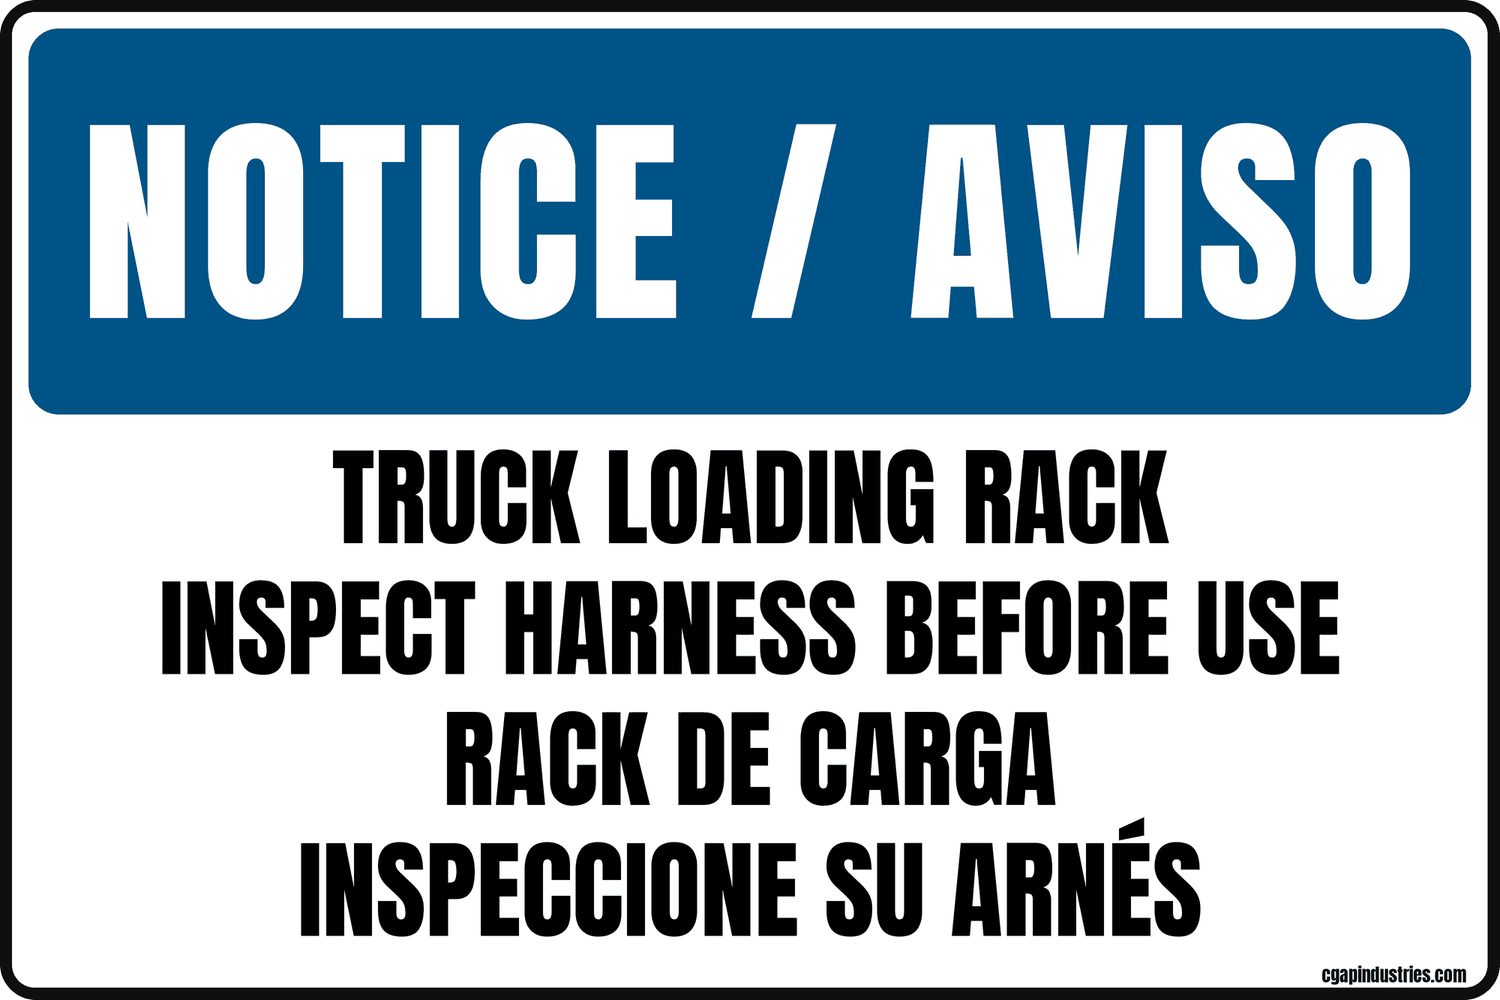 NOTICE / AVISO
TRUCK LOADING RACK
INSPECT HARNESS BEFORE USE
RACK DE CARGA
INSPECCIONE SU ARNÉS
cgapindustries.com